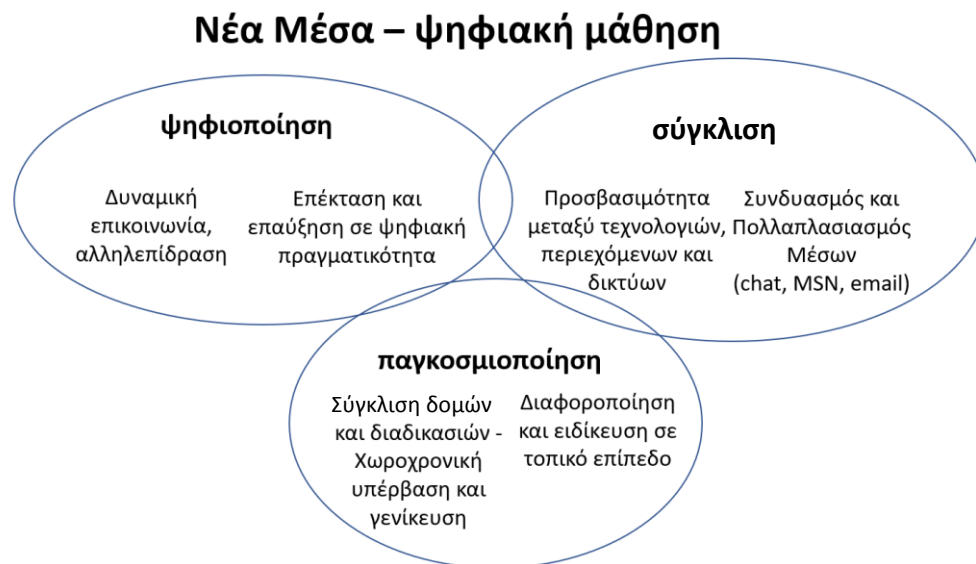 Νέα Μέσα – ψηφιακή μάθηση
ψηφιοποίηση
Δυναμική
επικοινωνία,
αλληλεπίδραση
Επέκταση και
επαύξηση σε ψηφιακή
πραγματικότητα
σύγκλιση
Προσβασιμότητα
μεταξύ τεχνολογιών,
περιεχόμενων και
δικτύων
Συνδυασμός και
Πολλαπλασιασμός
Μέσων
(chat, MSN, email)
παγκοσμιοποίηση
Σύγκλιση δομών
και διαδικασιών -
Χωροχρονική
υπέρβαση και
γενίκευση
Διαφοροποίηση
και ειδίκευση σε
τοπικό επίπεδο